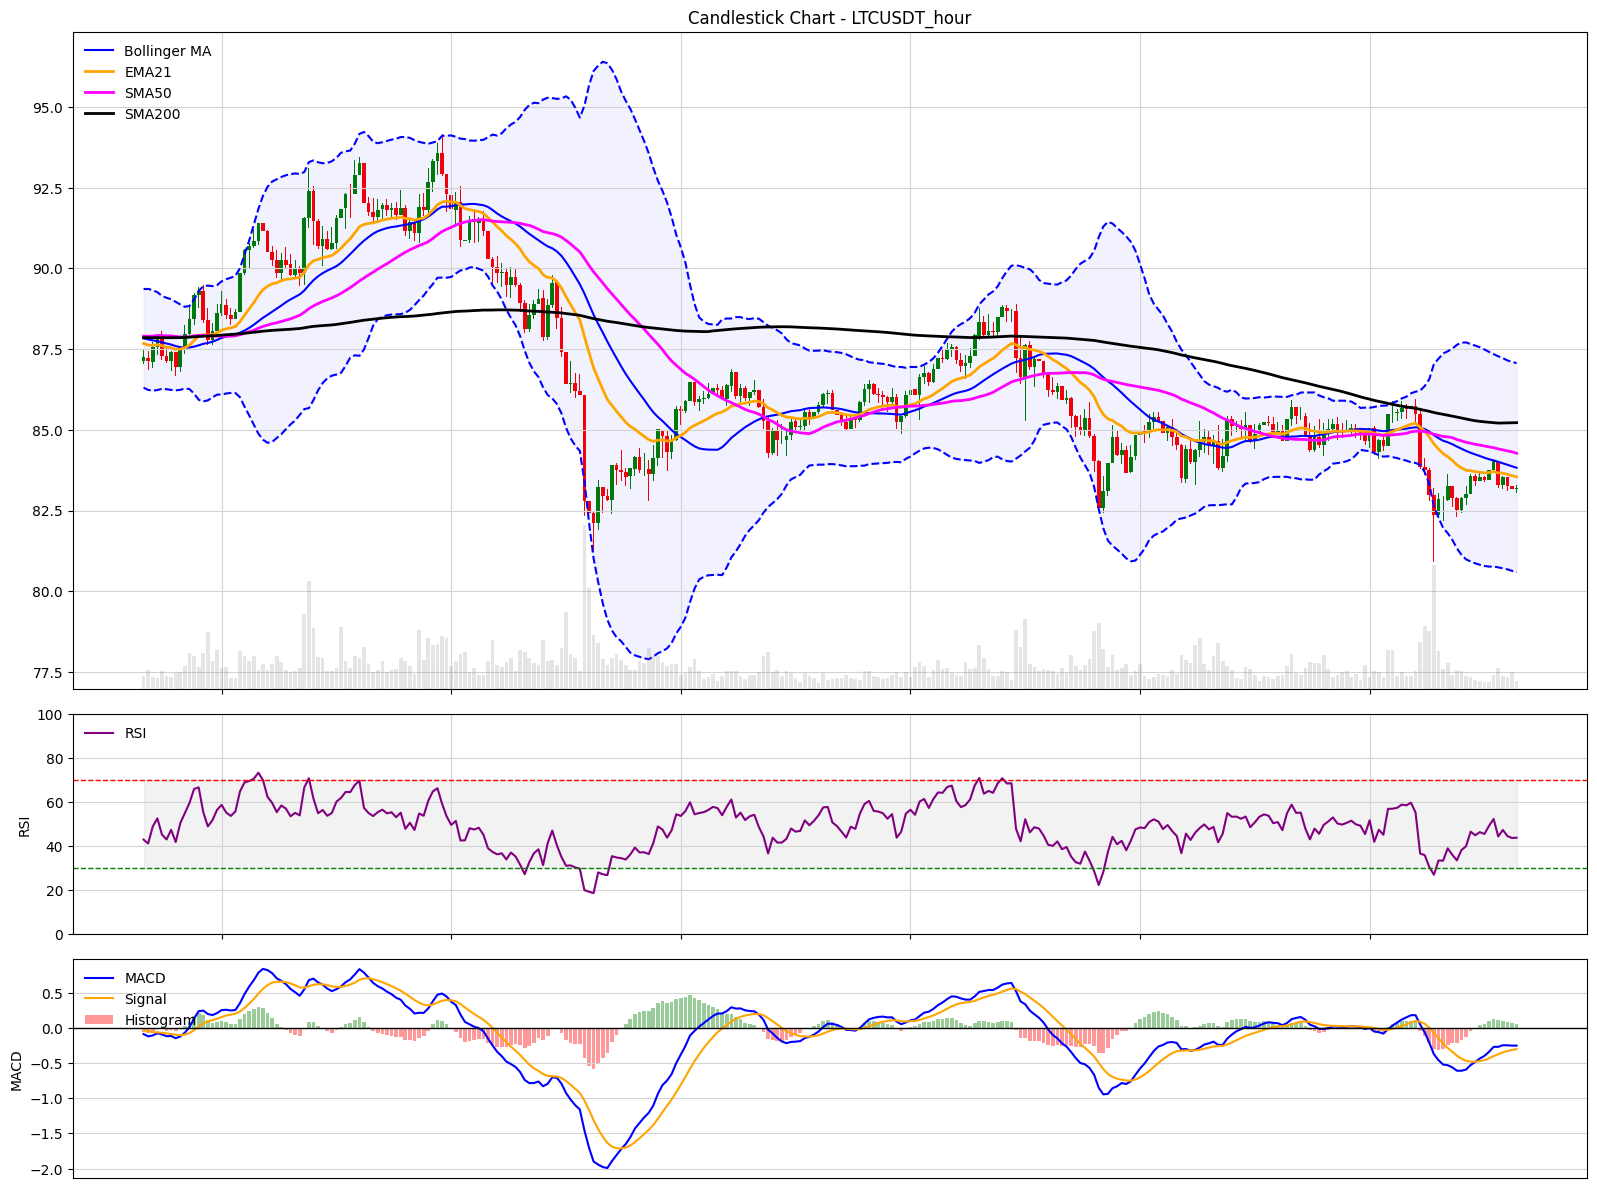 Candlestick Chart - LTCUSDT_hour
Bollinger MA
EMA21
SMA50
SMA200
95.0
92.5
90.0
87.5
85.0
82.5
80.0
77.5
100
80
60
40
20
0
RSI
RSI
MACD
Signal
Histogram
0.5
0.0
−0.5
−1.0
−1.5
−2.0
MACD